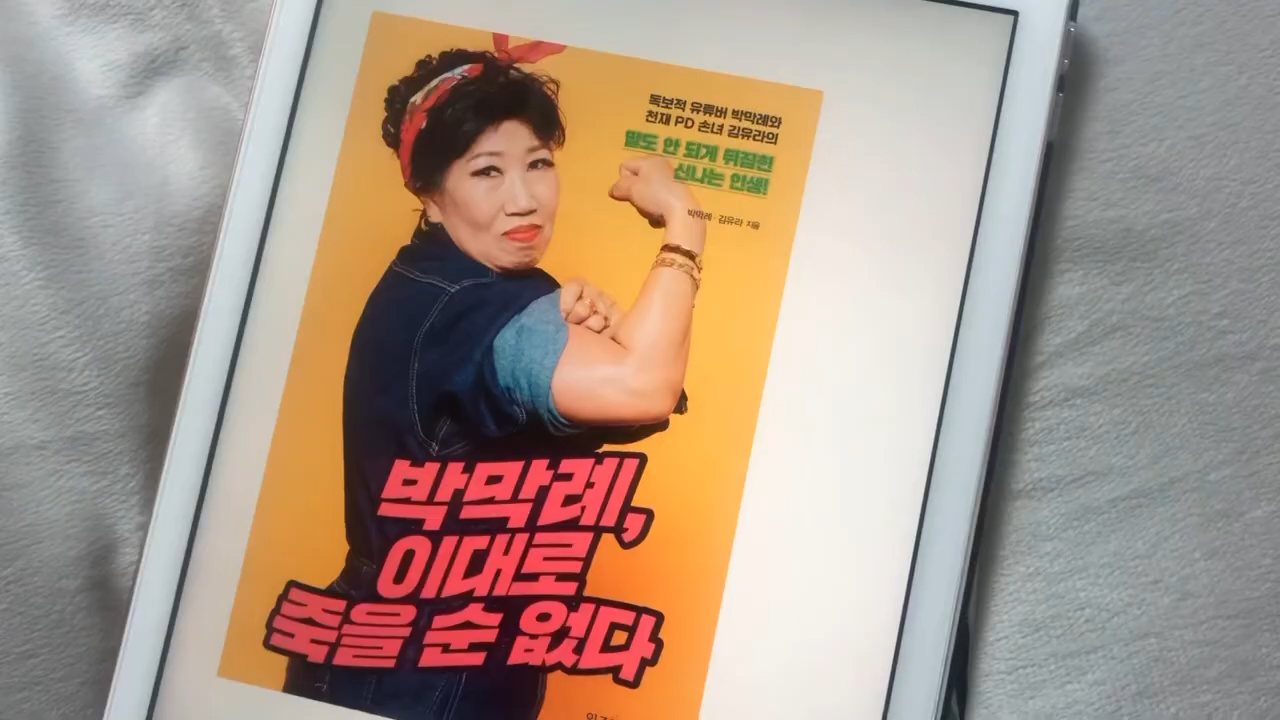 독보적 유튜버 박막례와
천재 PD 손녀 김유라의
말도 안 되게 뒤집힌
신나는 인생!
박막례·김유라 지음
박막례,
이대로
죽을 순 없다